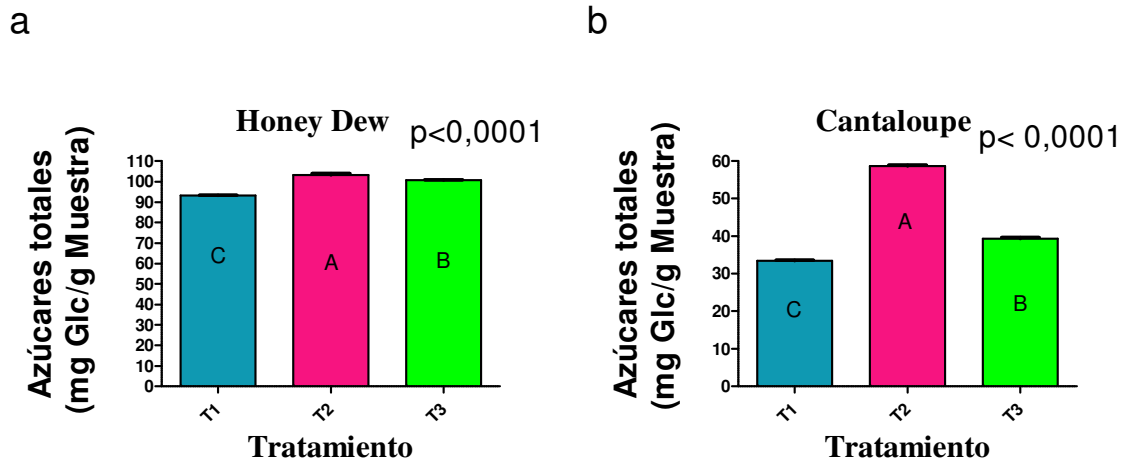 a
Honey Dew
p<0,0001
Azúcares totales
(mg Glc/g Muestra)
110
100
90
80
70
60
50
40
30
20
10
0
C
A
B
T1
T2
T3
Tratamiento
b
Cantaloupe
p< 0,0001
Azúcares totales
(mg Glc/g Muestra)
60
50
40
30
20
10
0
C
A
B
T1
T2
T3
Tratamiento